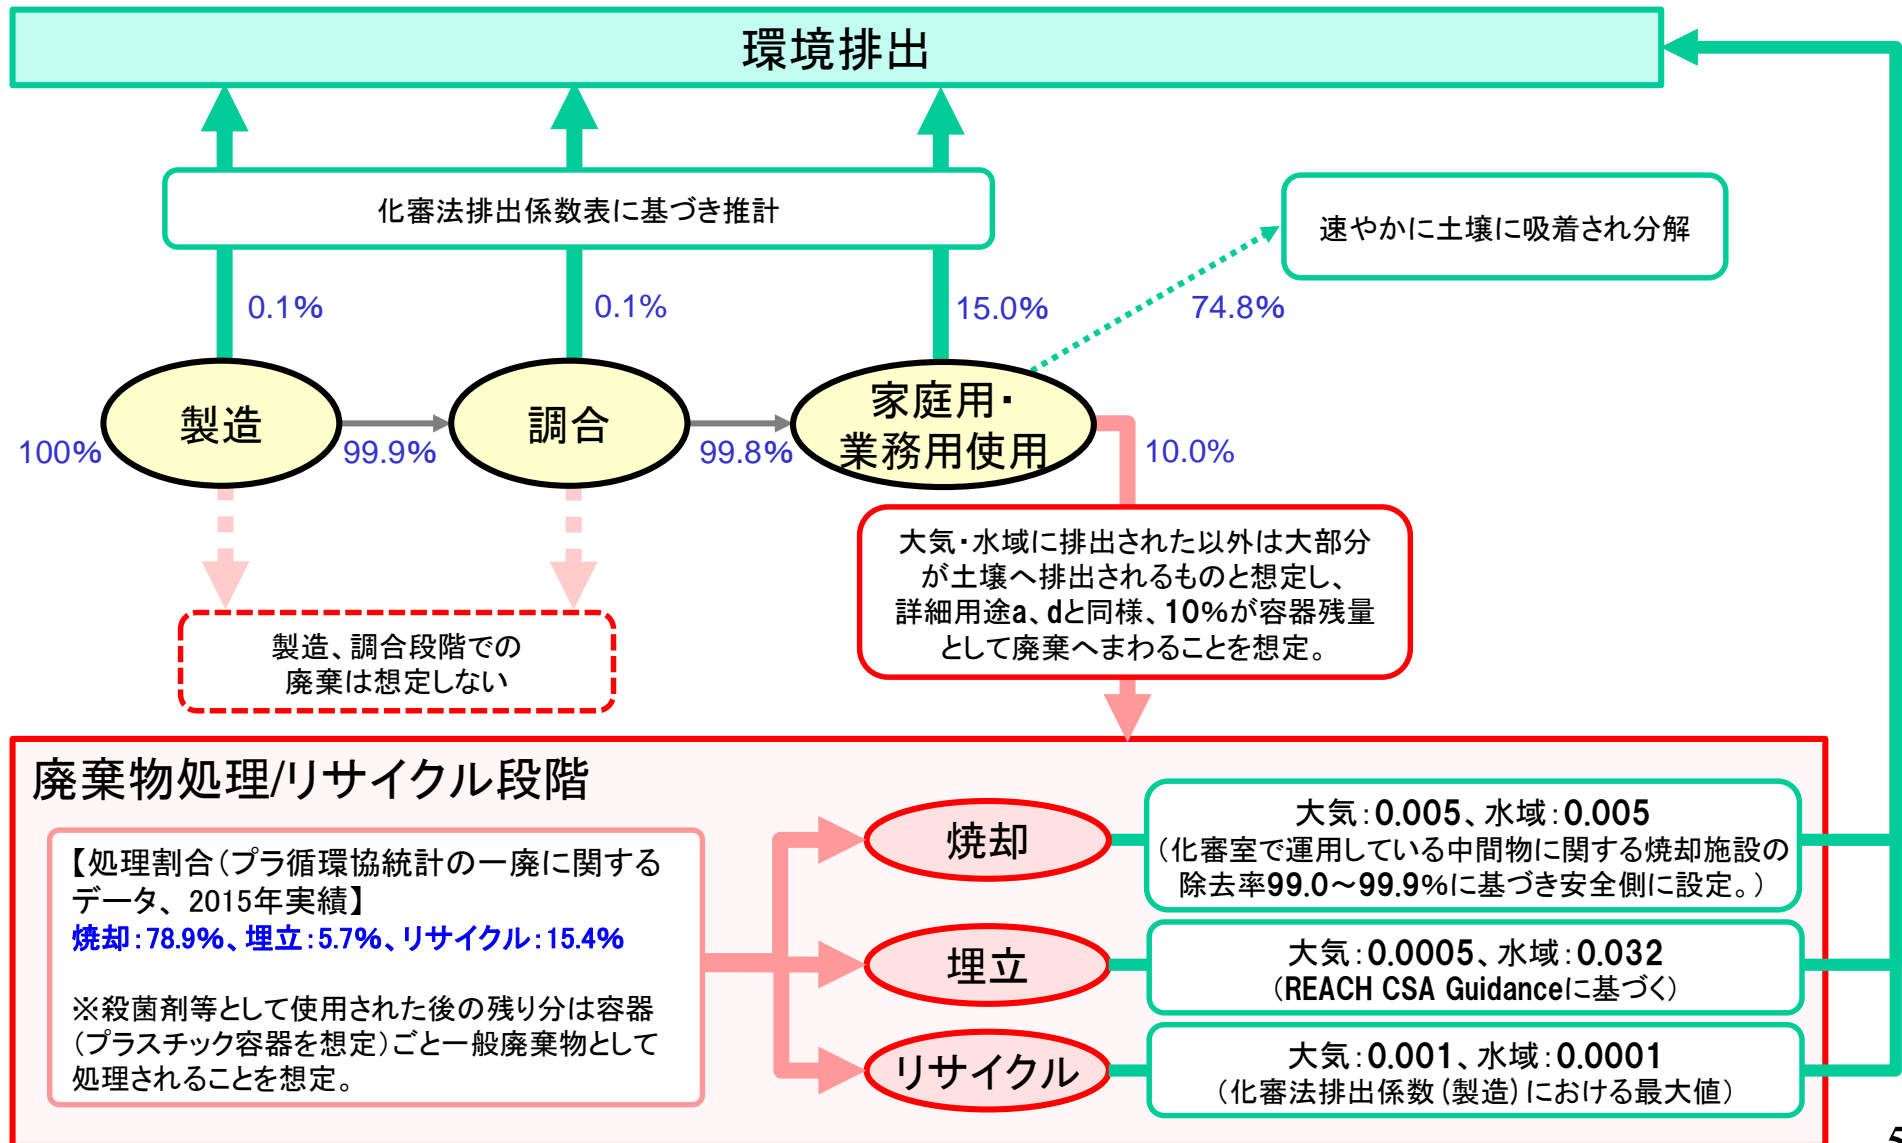 環境排出
化審法排出係数表に基づき推計
速やかに土壌に吸着され分解
0.1%
0.1%
15.0%
74.8%
100%
製造
99.9%
調合
99.8%
家庭用・
業務用使用
10.0%
大気・水域に排出された以外は大部分
が土壌へ排出されるものと想定し、
詳細用途a、dと同様、10%が容器残量
として廃棄へまわることを想定。
製造、調合段階での
廃棄は想定しない
廃棄物処理/リサイクル段階
【処理割合(プラ循環協統計の一廃に関する
データ、2015年実績】
焼却:78.9%、埋立:5.7%、リサイクル:15.4%
※殺菌剤等として使用された後の残り分は容器
(プラスチック容器を想定)ごと一般廃棄物として
処理されることを想定。
焼却
大気:0.005、水域:0.005
(化審室で運用している中間物に関する焼却施設の
除去率99.0～99.9%に基づき安全側に設定。)
埋立
大気:0.0005、水域:0.032
(REACH CSA Guidanceに基づく)
リサイクル
大気:0.001、水域:0.0001
(化審法排出係数(製造)における最大値)